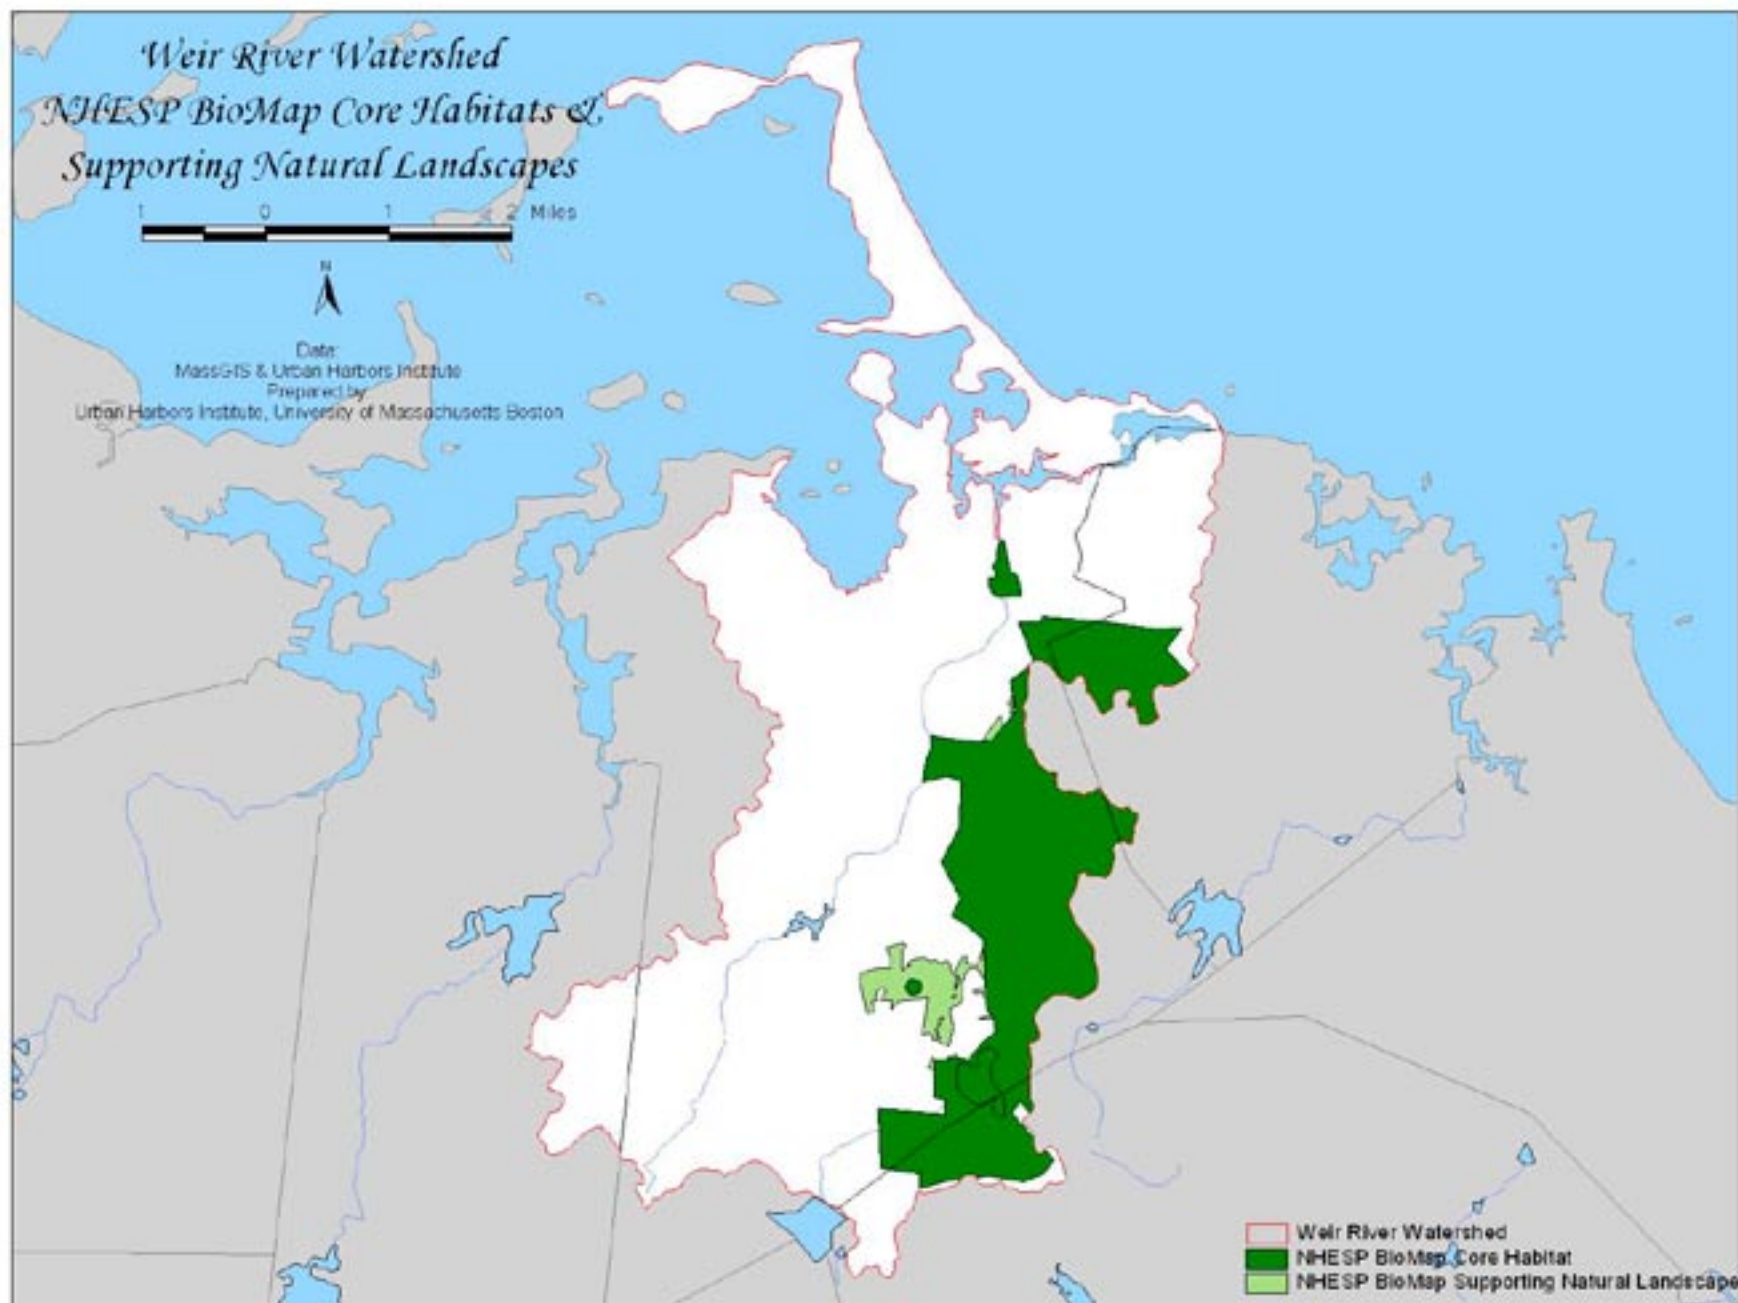 Weir River Watershed
NHESP BioMap Core Habitats &
Supporting Natural Landscapes
1 0 1 2 Miles
N
Data:
MassGIS & Urban Harbors Institute
Prepared by:
Urban Harbors Institute, University of Massachusetts Boston
Weir River Watershed
NHESP BioMap Core Habitat
NHESP BioMap Supporting Natural Landscape